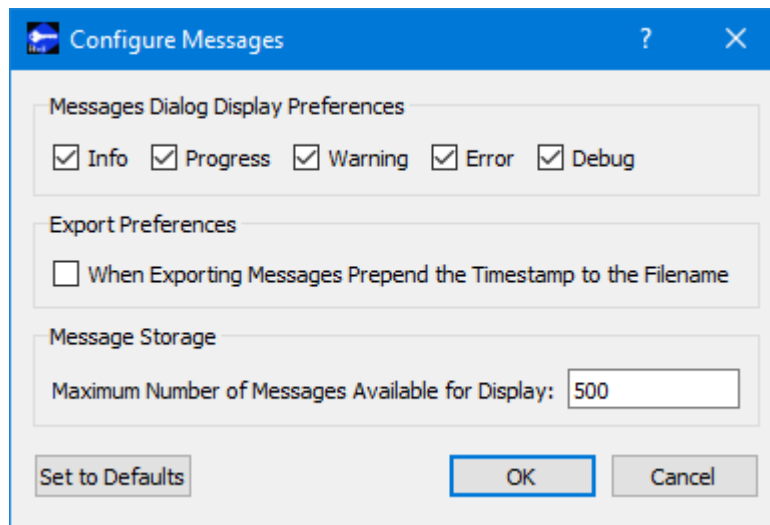 Configure Messages
?
Messages Dialog Display Preferences
Info Progress Warning Error Debug
Export Preferences
When Exporting Messages Prepend the Timestamp to the Filename
Message Storage
Maximum Number of Messages Available for Display: 500
Set to Defaults OK Cancel